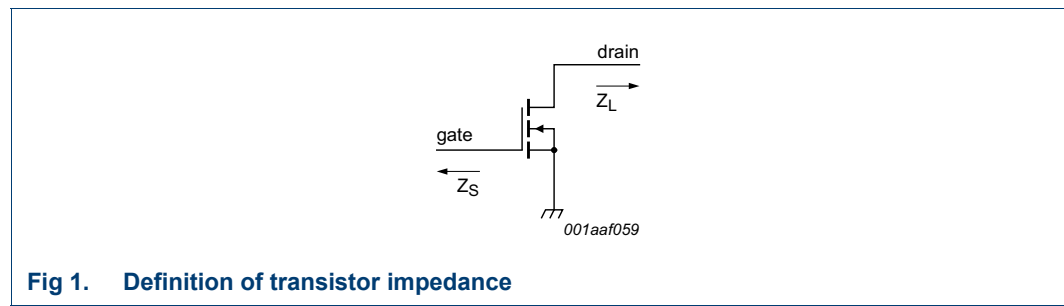 drain
Z_L
gate
Z_S
001aaf059
Fig 1. Definition of transistor impedance